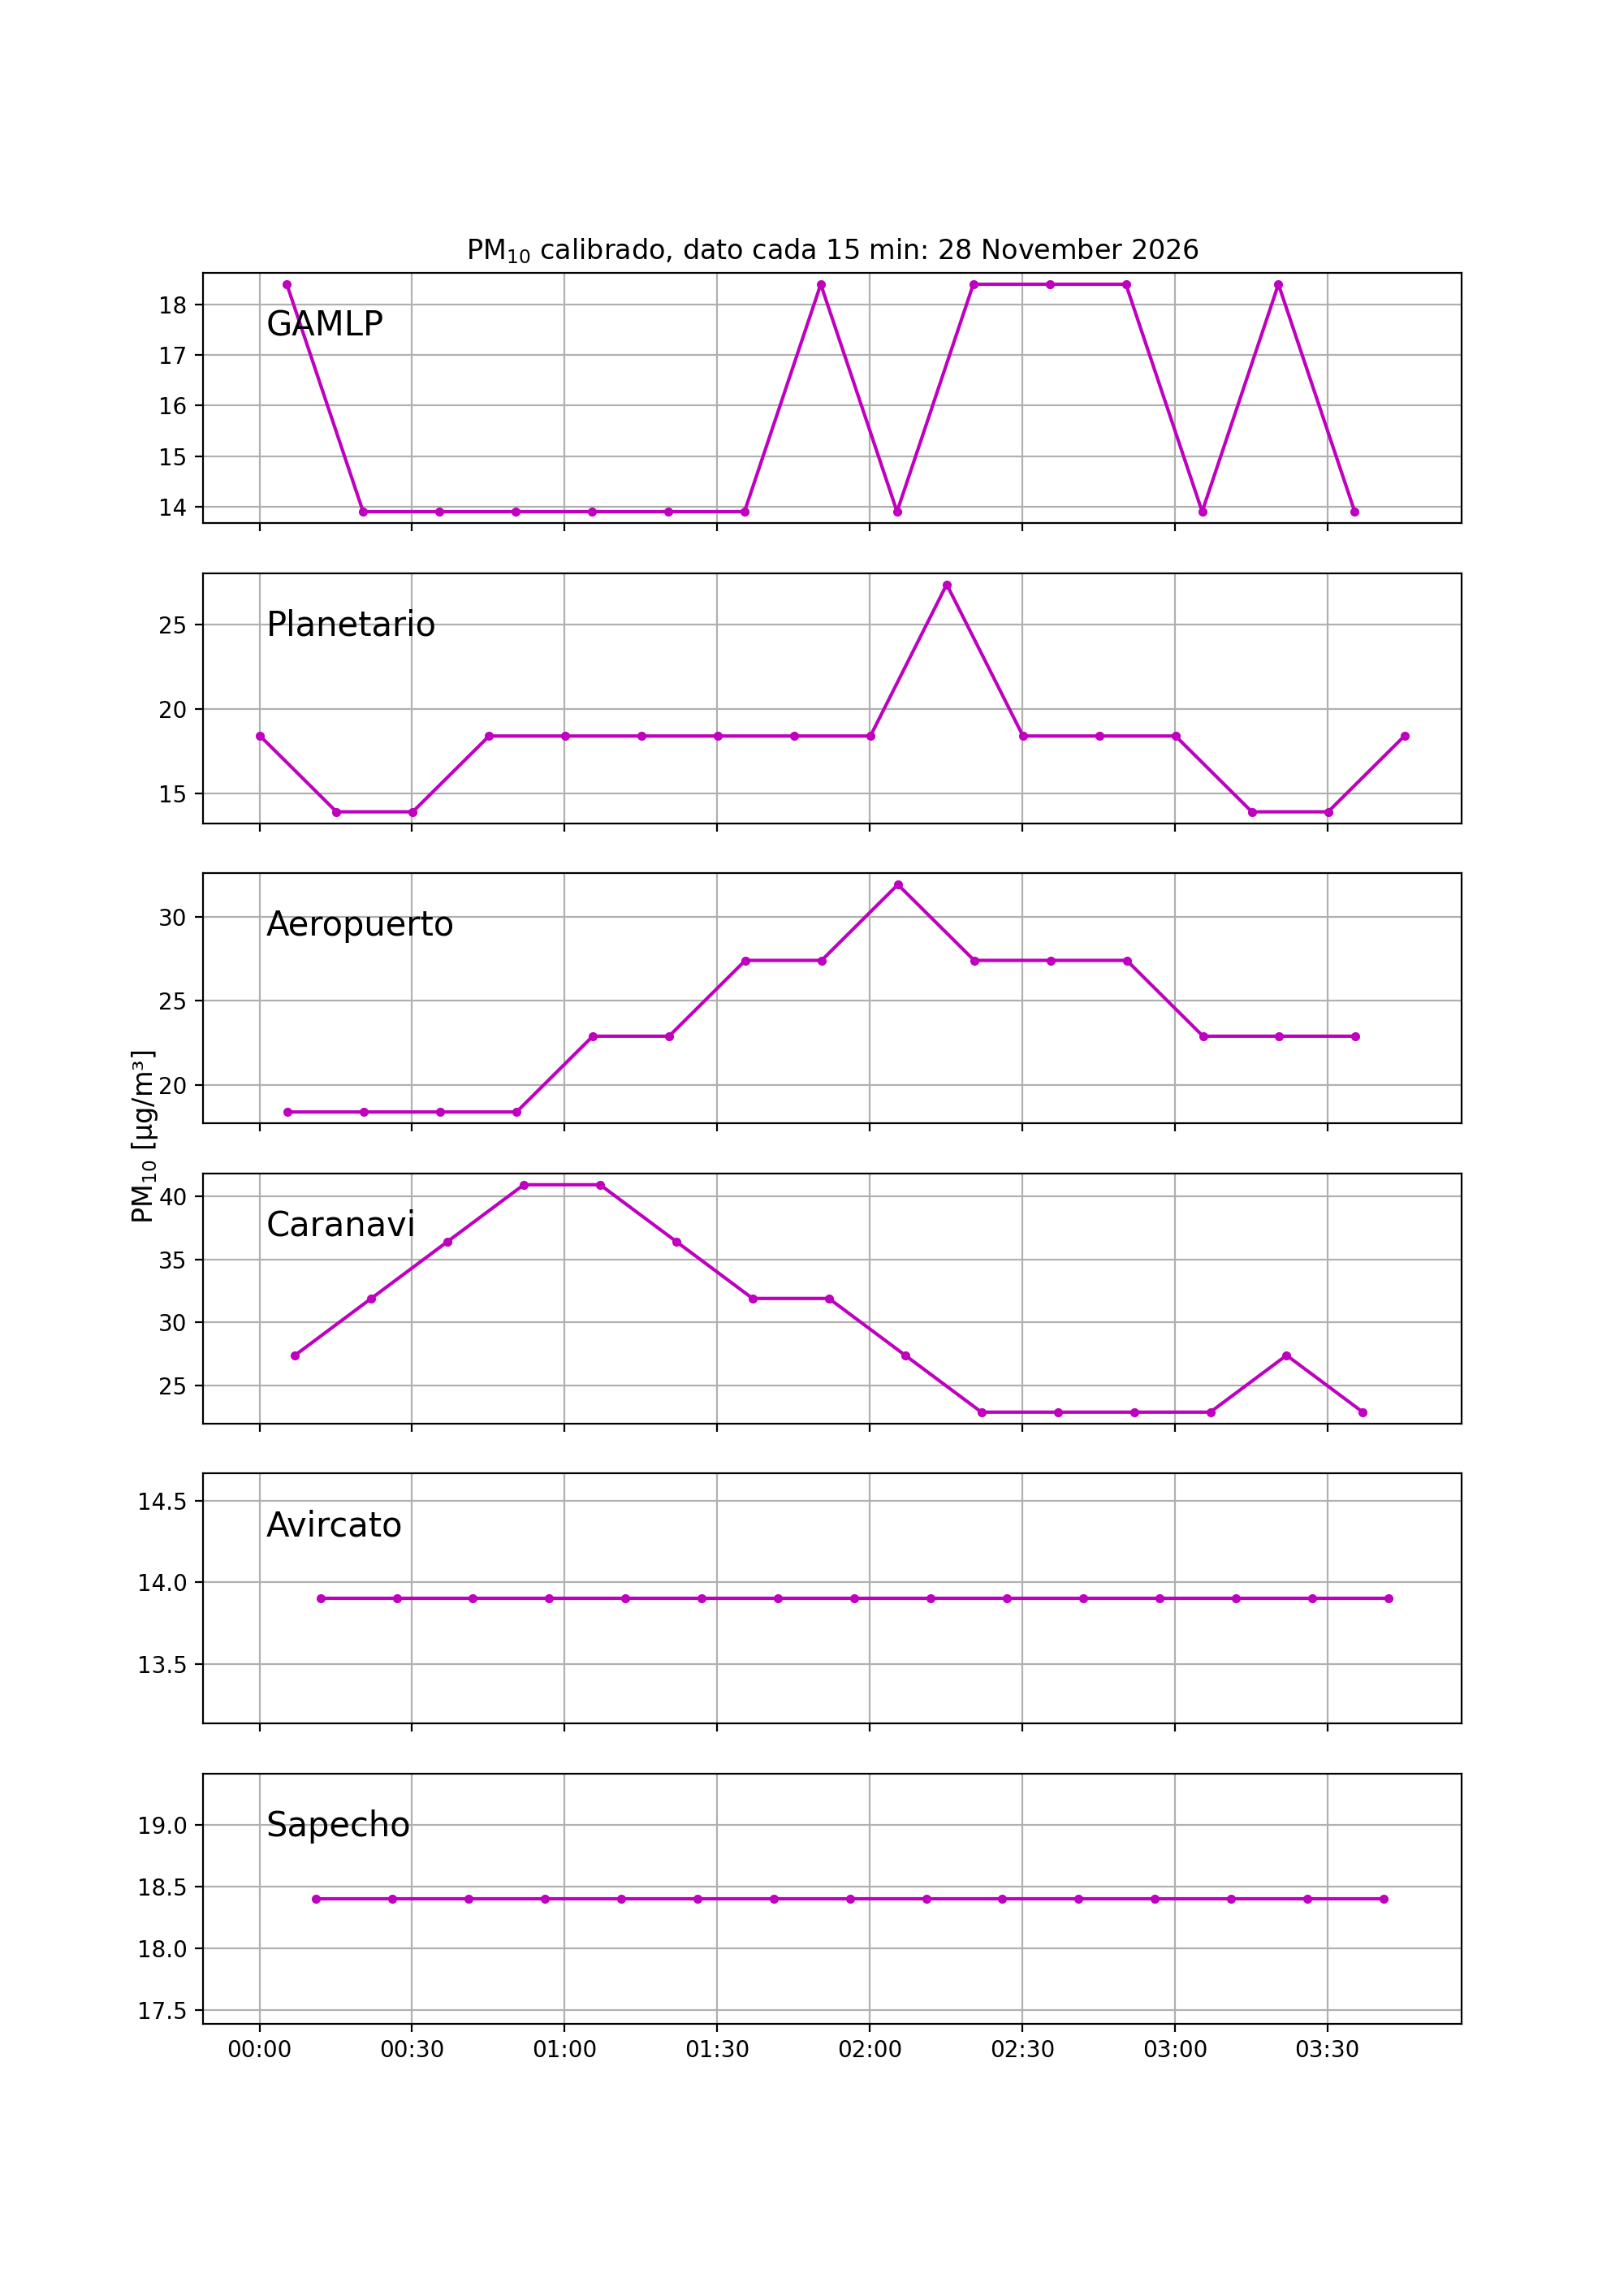 PM₁₀ calibrado, dato cada 15 min: 28 November 2026
GAMLP
18
17
16
15
14
Planetario
25
20
15
Aeropuerto
30
25
20
PM₁₀ [µg/m³]
Caranavi
40
35
30
25
Avircato
14.5
14.0
13.5
Sapecho
19.0
18.5
18.0
17.5
00:00 00:30 01:00 01:30 02:00 02:30 03:00 03:30